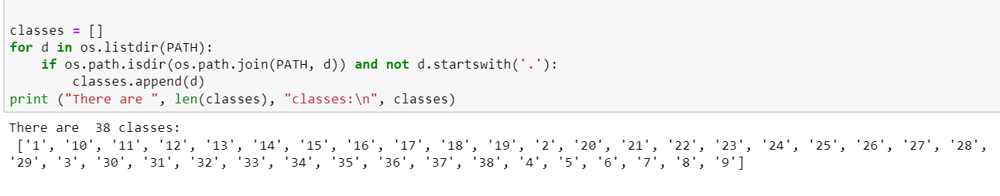 classes = []
for d in os.listdir(PATH):
    if os.path.isdir(os.path.join(PATH, d)) and not d.startswith('.'):
        classes.append(d)
print ("There are ", len(classes), "classes:\n", classes)
There are  38 classes:
 ['1', '10', '11', '12', '13', '14', '15', '16', '17', '18', '19', '2', '20', '21', '22', '23', '24', '25', '26', '27', '28',
'29', '3', '30', '31', '32', '33', '34', '35', '36', '37', '38', '4', '5', '6', '7', '8', '9']